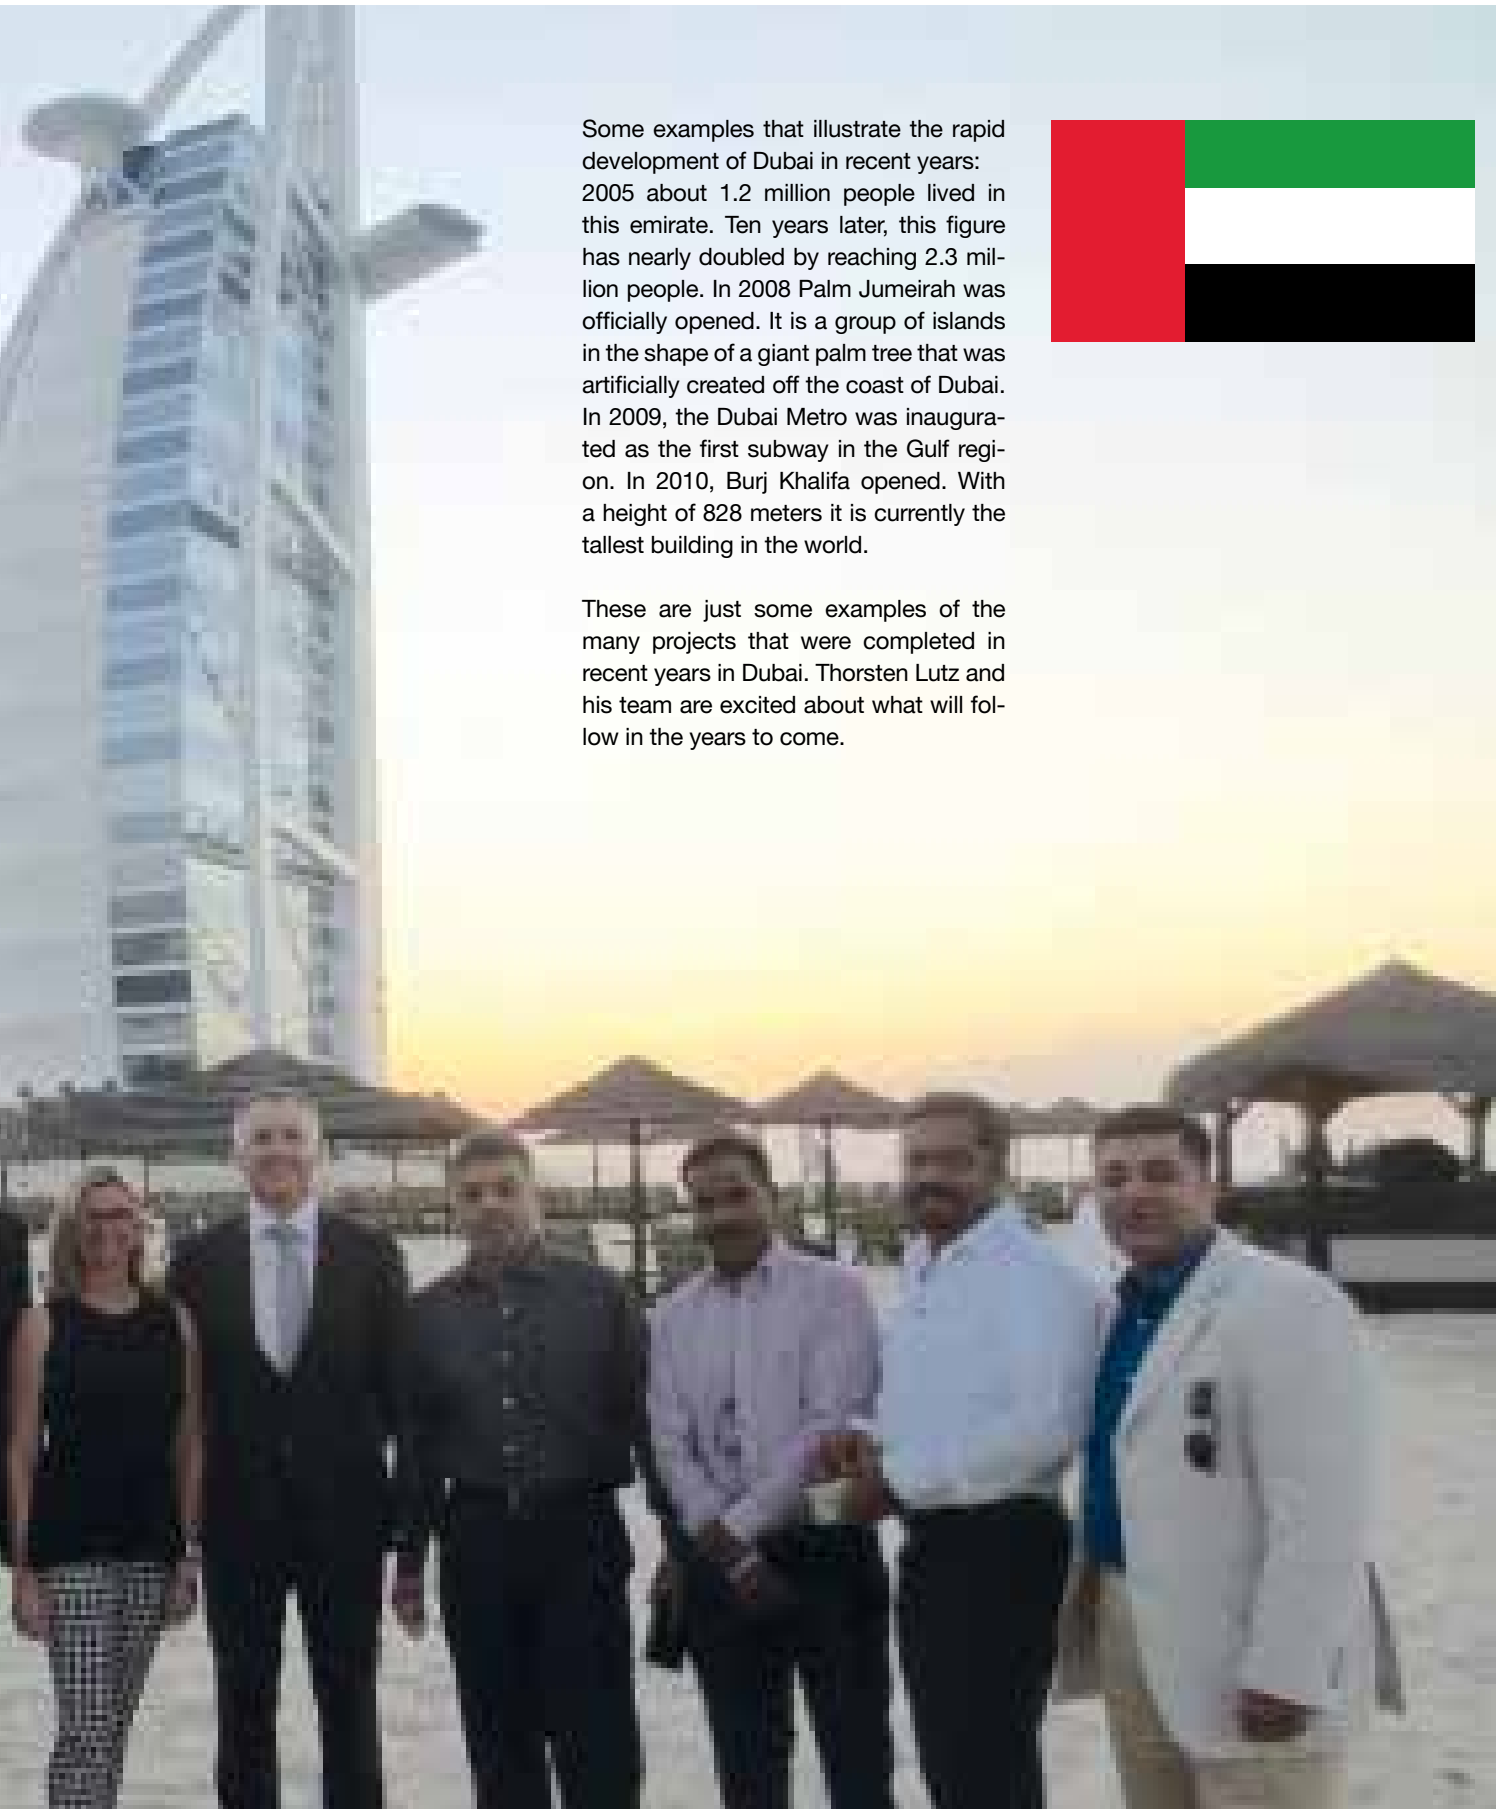 Some examples that illustrate the rapid
development of Dubai in recent years:
2005 about 1.2 million people lived in
this emirate. Ten years later, this figure
has nearly doubled by reaching 2.3 mil-
lion people. In 2008 Palm Jumeirah was
officially opened. It is a group of islands
in the shape of a giant palm tree that was
artificially created off the coast of Dubai.
In 2009, the Dubai Metro was inaugura-
ted as the first subway in the Gulf regi-
on. In 2010, Burj Khalifa opened. With
a height of 828 meters it is currently the
tallest building in the world.
These are just some examples of the
many projects that were completed in
recent years in Dubai. Thorsten Lutz and
his team are excited about what will fol-
low in the years to come.